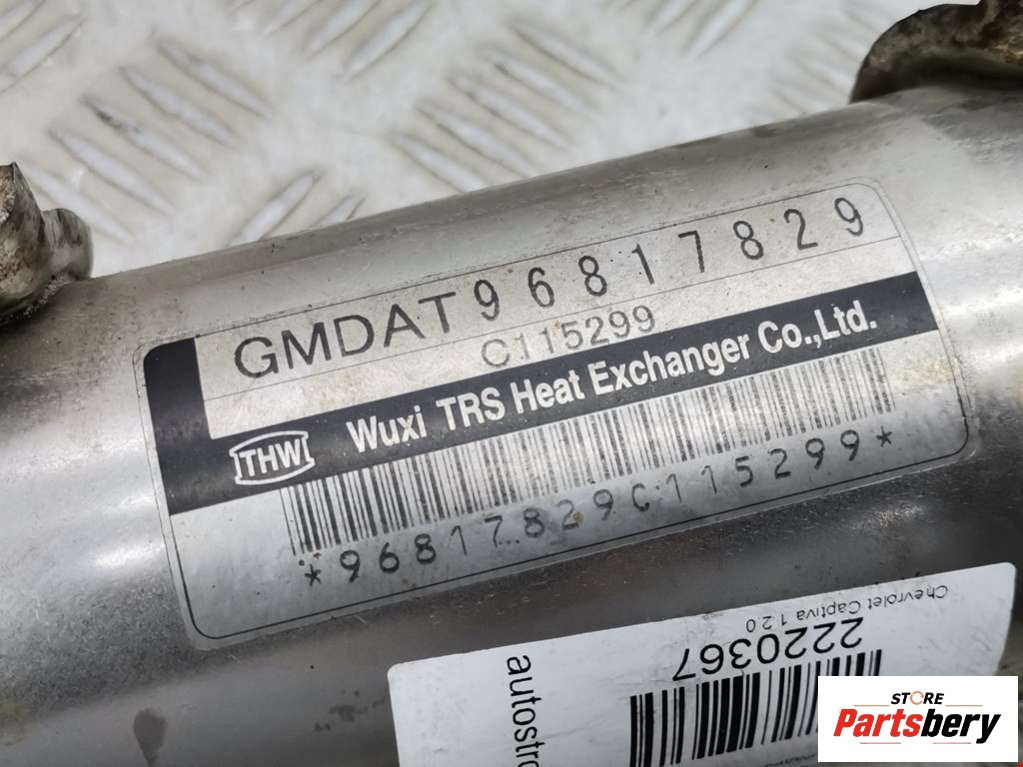 GMDAT 96817829
C115299
THW Wuxi TRS Heat Exchanger Co.,Ltd.
*96817829C115299*
Chevrolet Captiva 1 2.0
2220367
autostro
STORE
Partsbery